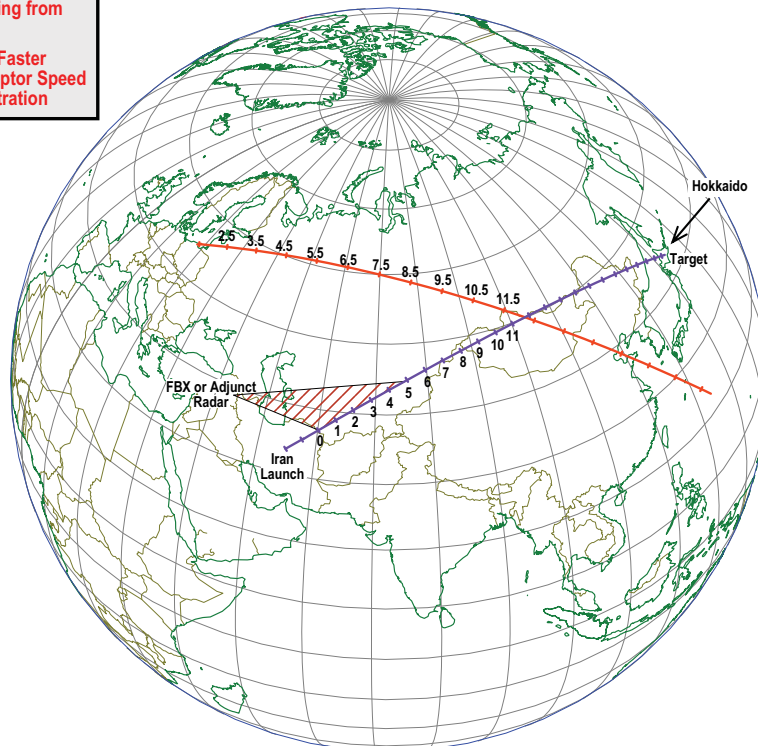 ing from
Faster
ptor Speed
tration
Hokkaido
Target
2.5
3.5
4.5
5.5
6.5
7.5
8.5
9.5
10.5
11.5
FBX or Adjunct
Radar
0
1
2
3
4
5
6
7
8
9
10
11
Iran
Launch